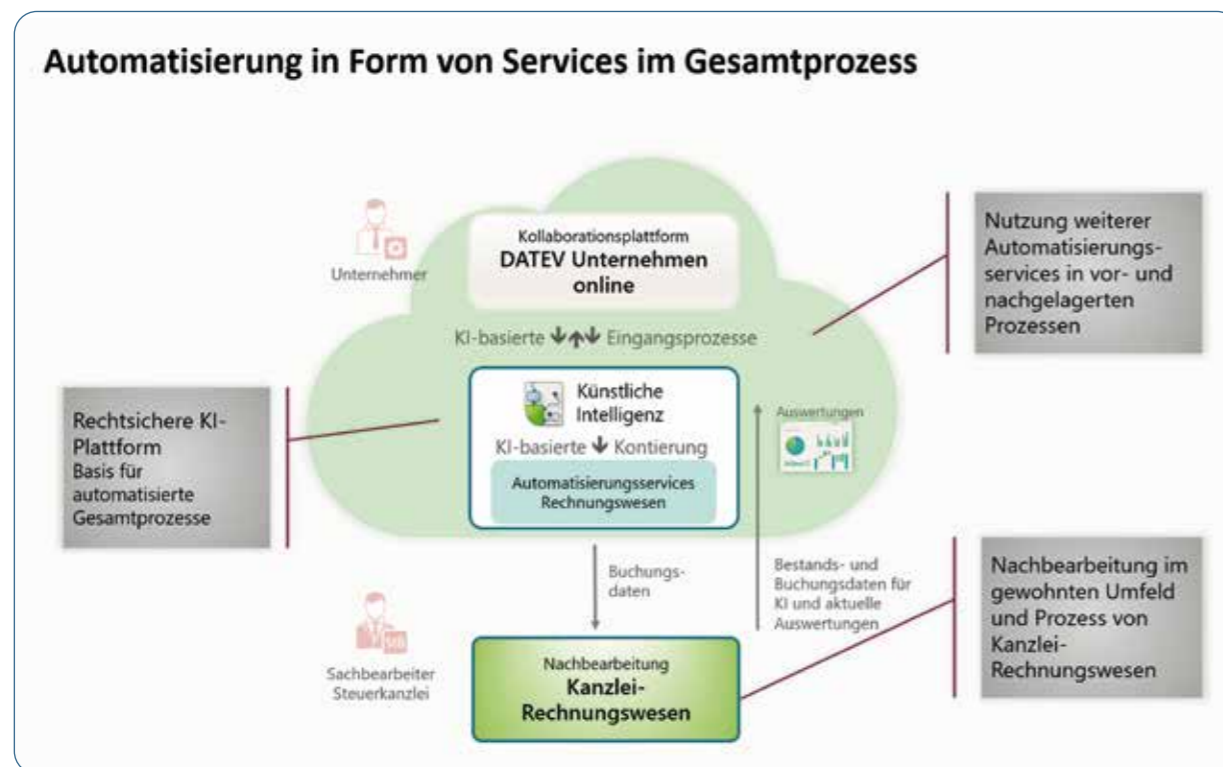 Automatisierung in Form von Services im Gesamtprozess
Unternehmer
Kollaborationsplattform
DATEV Unternehmen
online
KI-basierte ↓↑↓ Eingangsprozesse
Künstliche
Intelligenz
KI-basierte ↓ Kontierung
Automatisierungsservices
Rechnungswesen
Auswertungen
Nutzung weiterer
Automatisierungs-
services in vor- und
nachgelagerten
Prozessen
Rechtsichere KI-
Plattform
Basis für
automatisierte
Gesamtprozesse
Buchungs-
daten
Bestands- und
Buchungsdaten für
KI und aktuelle
Auswertungen
StB
Sachbearbeiter
Steuerkanzlei
Nachbearbeitung
Kanzlei-
Rechnungswesen
Nachbearbeitung im
gewohnten Umfeld
und Prozess von
Kanzlei-
Rechnungswesen